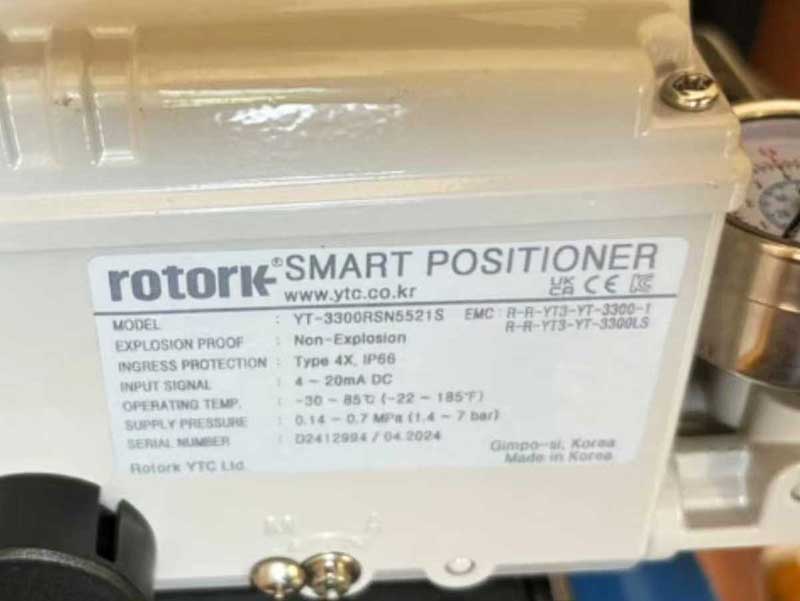 rotork® SMART POSITIONER
www.ytc.co.kr UK CA CE
MODEL : YT-3300RSN5521S EMC : R-R-YT3-YT-3300-1
R-R-YT3-YT-3300LS
EXPLOSION PROOF : Non-Explosion
INGRESS PROTECTION : Type 4X, IP66
INPUT SIGNAL : 4 ~ 20mA DC
OPERATING TEMP. : -30 ~ 85℃ (-22 ~ 185℉)
SUPPLY PRESSURE : 0.14 ~ 0.7 MPa (1.4 ~ 7 bar)
SERIAL NUMBER : D2412994 / 04.2024
Gimpo-si, Korea
Rotork YTC Ltd. Made in Korea